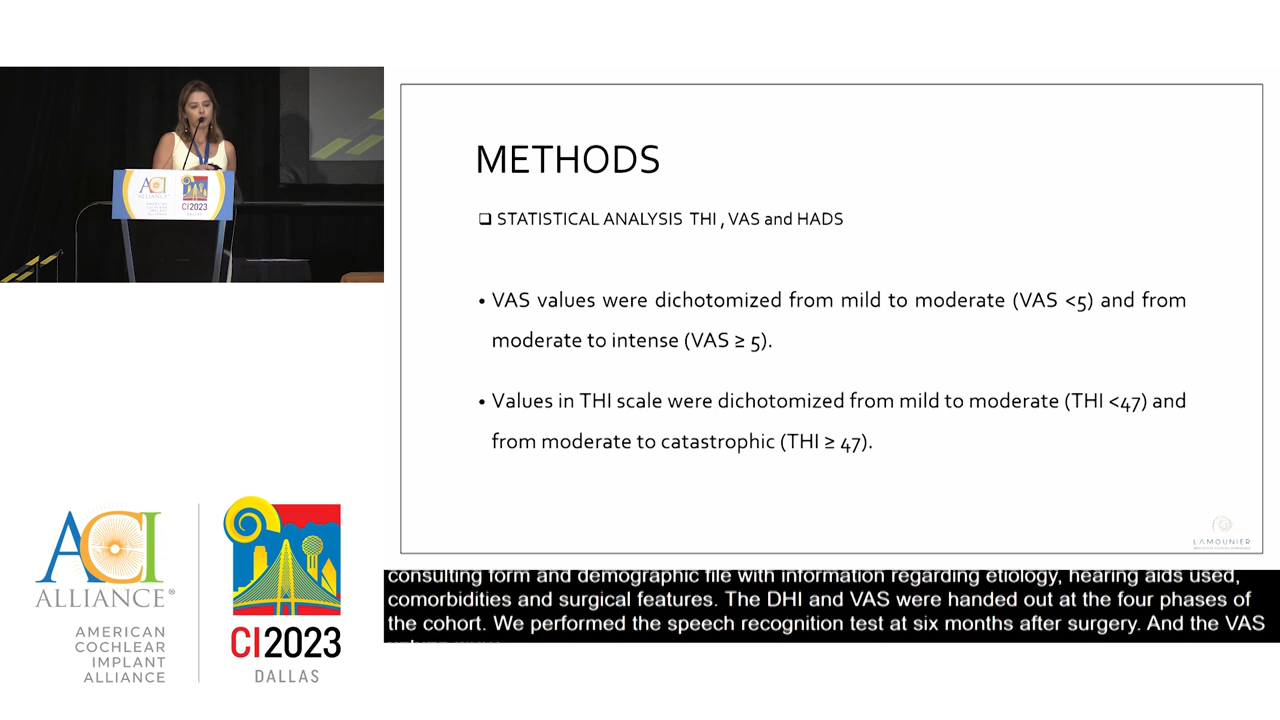 METHODS
❑ STATISTICAL ANALYSIS THI , VAS and HADS
• VAS values were dichotomized from mild to moderate (VAS <5) and from
moderate to intense (VAS ≥ 5).
• Values in THI scale were dichotomized from mild to moderate (THI <47) and
from moderate to catastrophic (THI ≥ 47).
LAMOUNIER
ACI
ALLIANCE
CI2023
DALLAS
ACI
ALLIANCE®
AMERICAN
COCHLEAR
IMPLANT
ALLIANCE
CI2023
DALLAS
consulting form and demographic file with information regarding etiology, hearing aids used,
comorbidities and surgical features. The DHI and VAS were handed out at the four phases of
the cohort. We performed the speech recognition test at six months after surgery. And the VAS